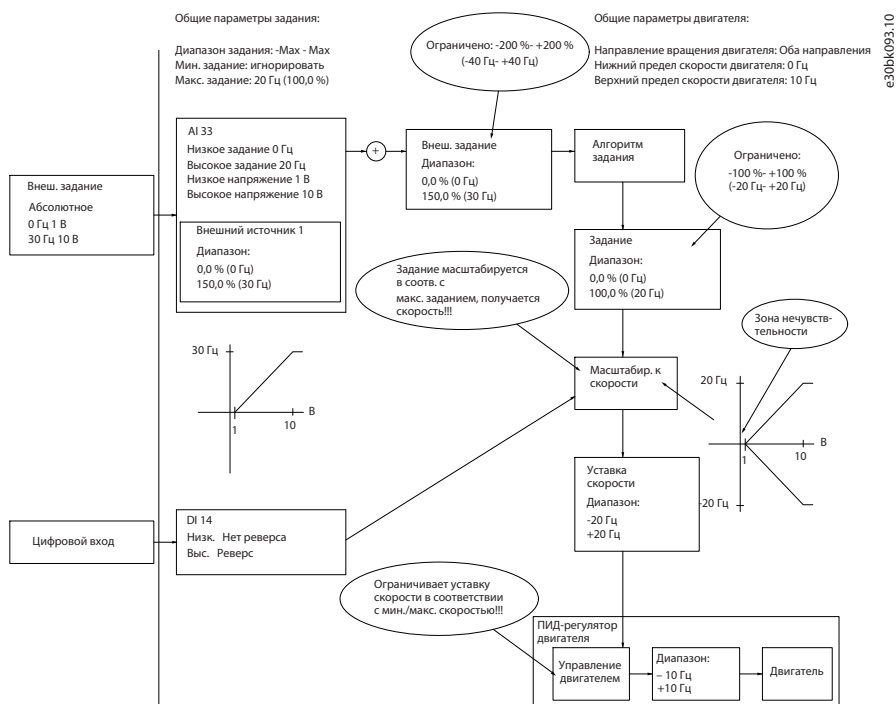 Общие параметры задания:
Диапазон задания: -Max - Max
Мин. задание: игнорировать
Макс. задание: 20 Гц (100,0 %)
Ограничено: -200 %- +200 %
(-40 Гц- +40 Гц)
Общие параметры двигателя:
Направление вращения двигателя: Оба направления
Нижний предел скорости двигателя: 0 Гц
Верхний предел скорости двигателя: 10 Гц
e30bk093.10
Внеш. задание
Абсолютное
0 Гц 1 В
30 Гц 10 В
AI 33
Низкое задание 0 Гц
Высокое задание 20 Гц
Низкое напряжение 1 В
Высокое напряжение 10 В
Внешний источник 1
Диапазон:
0,0 % (0 Гц)
150,0 % (30 Гц)
+
Внеш. задание
Диапазон:
0,0 % (0 Гц)
150,0 % (30 Гц)
Алгоритм
задания
Ограничено:
-100 %- +100 %
(-20 Гц- +20 Гц)
Задание
Диапазон:
0,0 % (0 Гц)
100,0 % (20 Гц)
Задание масштабируется
в соотв. с
макс. заданием, получается
скорость!!!
Зона нечувств-
тельности
30 Гц
1
10
В
Масштабир. к
скорости
20 Гц
В
1
10
-20 Гц
Уставка
скорости
Диапазон:
-20 Гц
+20 Гц
Цифровой вход
DI 14
Низк. Нет реверса
Выс. Реверс
Ограничивает уставку
скорости в соответствии
с мин./макс. скоростью!!!
ПИД-регулятор
двигателя
Управление
двигателем
Диапазон:
– 10 Гц
+10 Гц
Двигатель